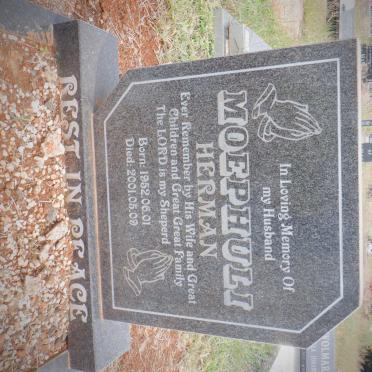 In Loving Memory Of
my Husband
MOEPHULI
HERMAN
Ever Remember by His Wife and Great
Children and Great Great Family
The LORD is my Sheperd
Born: 1952.06.01
Died: 2001.05.09
REST IN PEACE